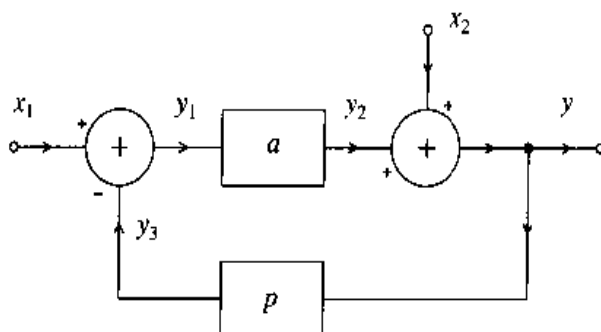 x₂
x₁ + y₁ a y₂ + y
+ + +
-
y₃
p